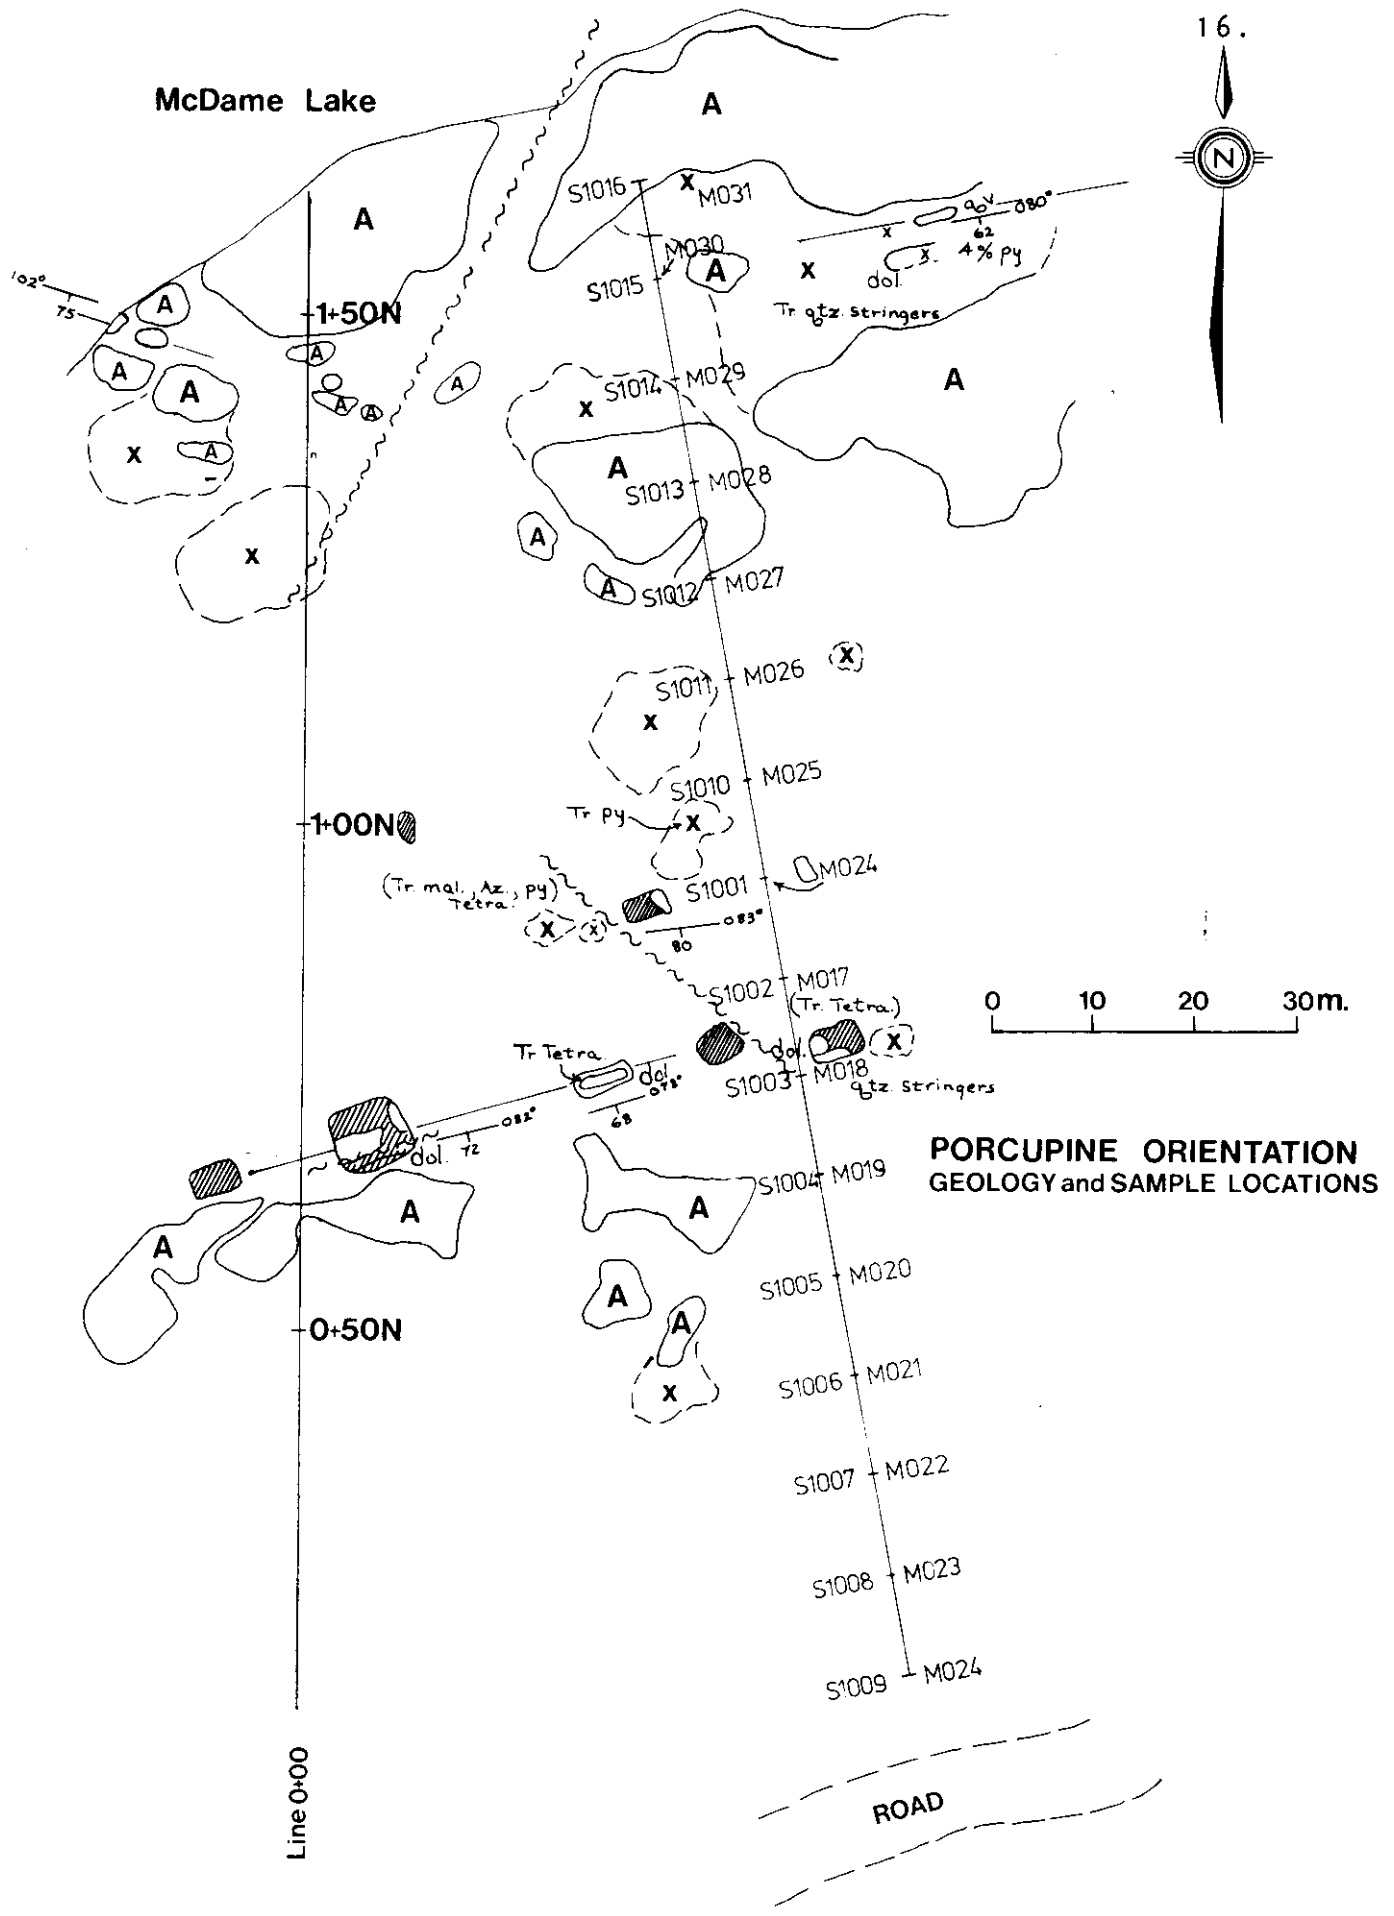 16.
McDame Lake
A
N
S1016
X
M031
A
qov
080°
62
M030
X
4% py
X
A
X
dol.
102°
75
S1015
Tr. qtz. stringers
A
1+50N
A
A
A
S1014
M029
A
A
A
A
X
X
A
A
S1013
M028
X
A
A
S1012
M027
X
S1011
M026
X
S1010
M025
Tr py
X
1+00N
S1001
M024
(Tr. mal., Az., py)
Tetra.
X
X
083°
80
S1002
M017
(Tr. Tetra.)
0 10 20 30m.
Tr Tetra.
dol.
X
dol.
S1003
M018
078°
qtz. stringers
68
082°
72
dol.
PORCUPINE ORIENTATION
GEOLOGY and SAMPLE LOCATIONS
S1004
M019
A
A
A
S1005
M020
A
A
0+50N
S1006
M021
X
S1007
M022
S1008
M023
S1009
M024
Line 0+00
ROAD